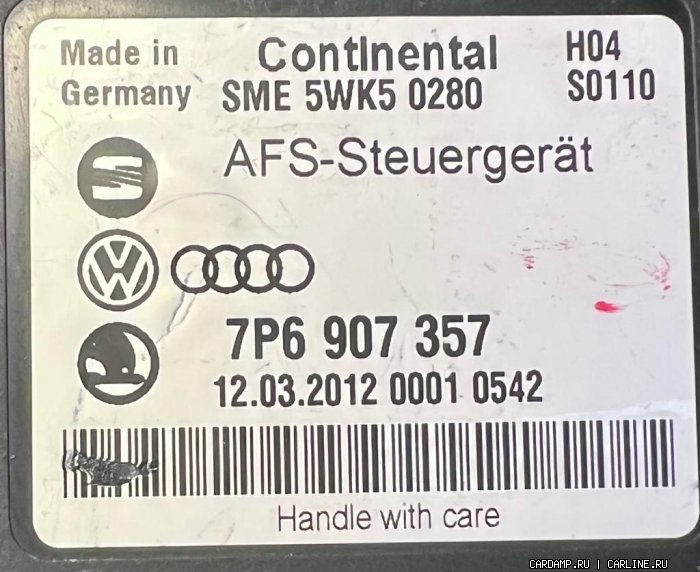 Made in
Germany
Continental
SME 5WK5 0280
H04
S0110
AFS-Steuergerät
7P6 907 357
12.03.2012 0001 0542
Handle with care
CARDAMP.RU | CARLINE.RU